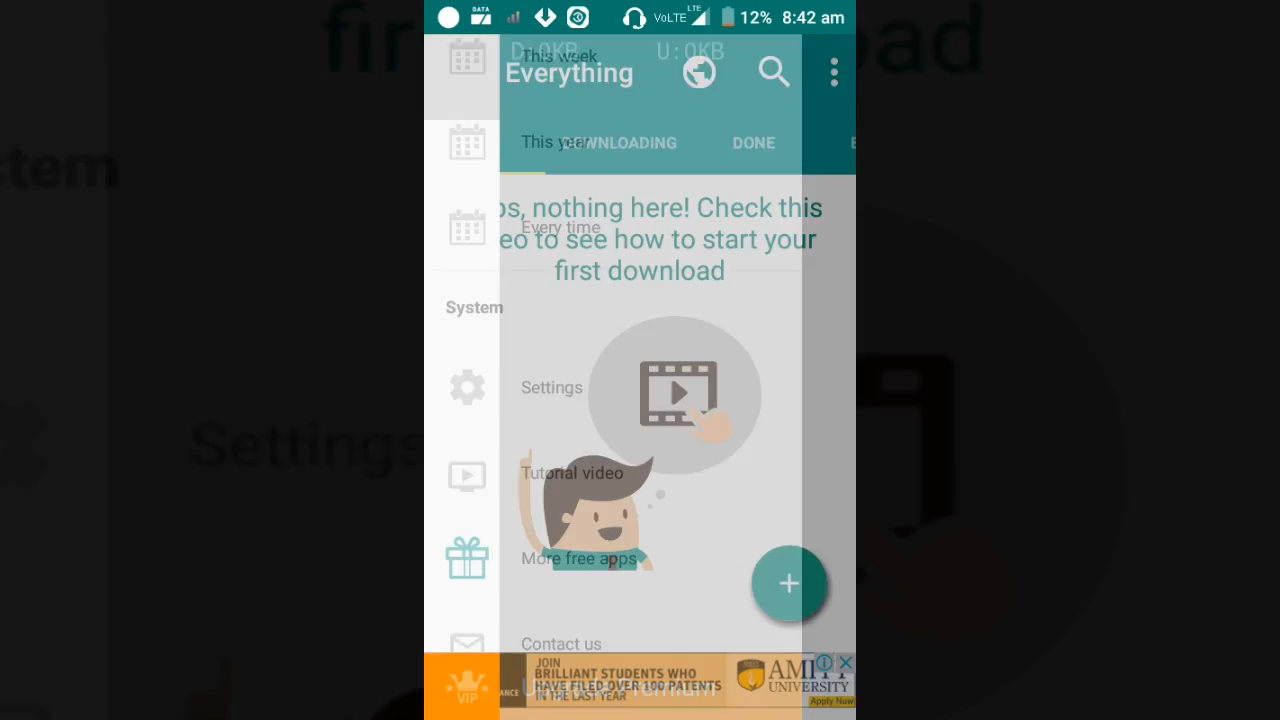 DATA VoLTE LTE 12% 8:42 am
D:0KB U:0KB
This week
Everything
This year
DOWNLOADING DONE
nothing here! Check this
Every time
to see how to start your
first download
System
Settings
Tutorial video
More free apps
Contact us
VIP
JOIN
BRILLIANT STUDENTS WHO
HAVE FILED OVER 100 PATENTS
IN THE LAST YEAR
AMITY
UNIVERSITY
Apply Now
Settings